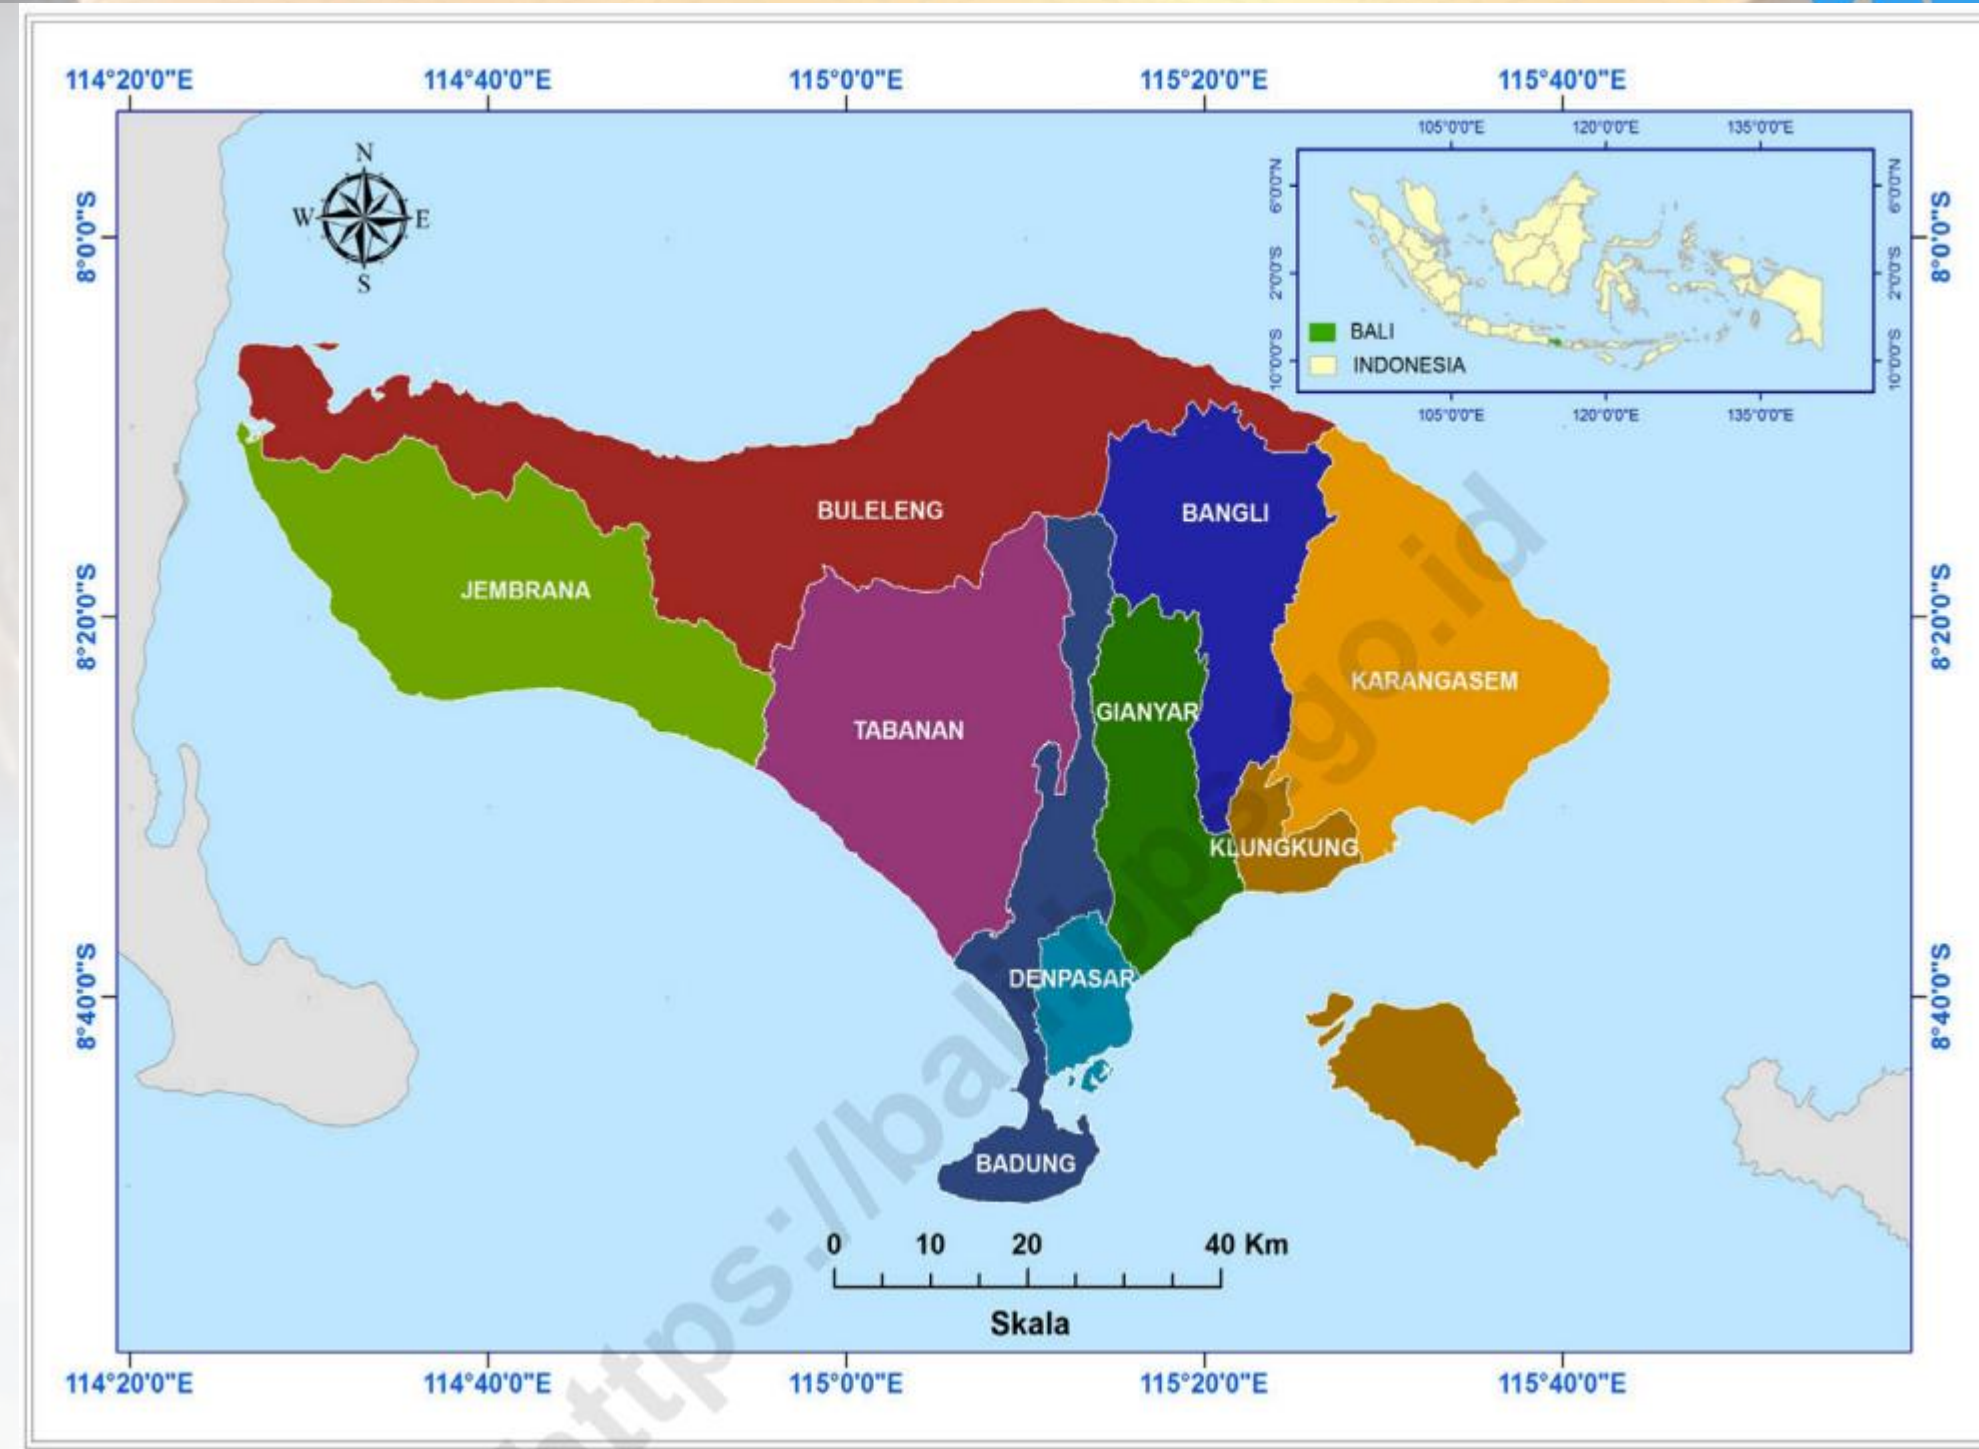 114°20'0"E 114°40'0"E 115°0'0"E 115°20'0"E 115°40'0"E
105°0'0"E 120°0'0"E 135°0'0"E
N
W E
S
6°0'0"N 6°0'0"N
8°0'0"S 8°0'0"S
2°0'0"S 2°0'0"S
BALI
INDONESIA
10°0'0"S 10°0'0"S
105°0'0"E 120°0'0"E 135°0'0"E
BULELENG
BANGLI
JEMBRANA
8°20'0"S 8°20'0"S
KARANGASEM
GIANYAR
TABANAN
KLUNGKUNG
DENPASAR
8°40'0"S 8°40'0"S
BADUNG
0 10 20 40 Km
Skala
114°20'0"E 114°40'0"E 115°0'0"E 115°20'0"E 115°40'0"E
https://bali.bps.go.id